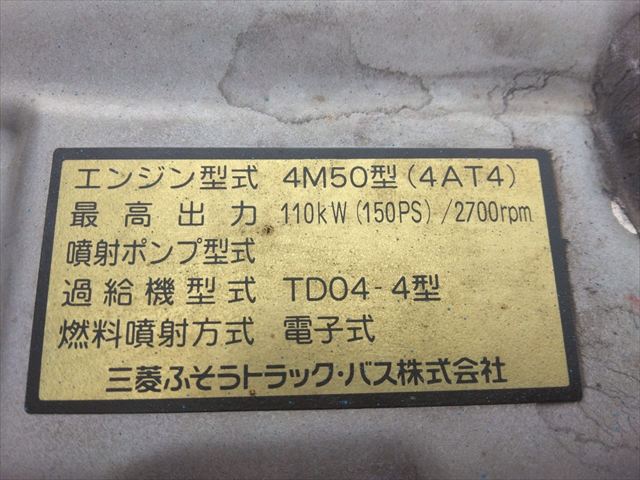 エンジン型式 4M50型(4AT4)
最高出力 110kW(150PS)/2700rpm
噴射ポンプ型式
過給機型式 TD04-4型
燃料噴射方式 電子式
三菱ふそうトラック・バス株式会社